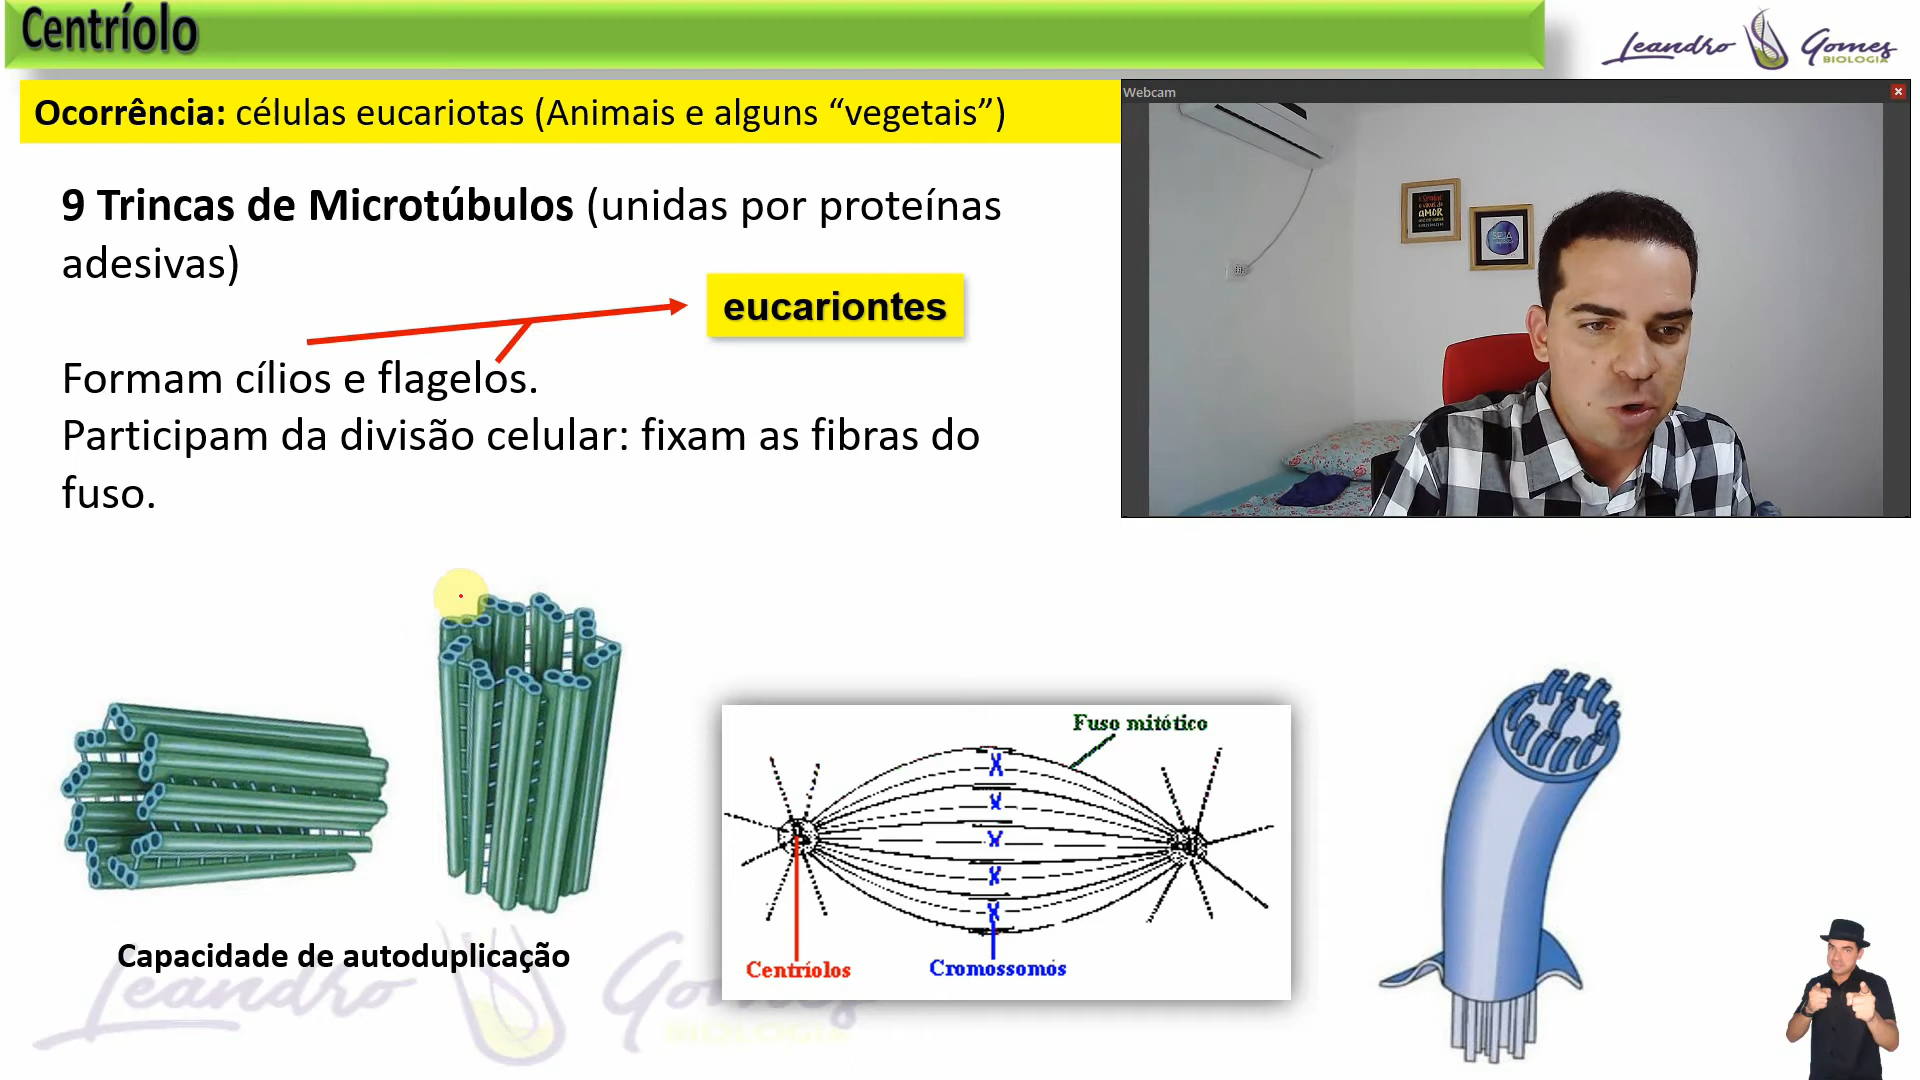 Centríolo
Leandro Gomes
BIOLOGIA
Ocorrência: células eucariotas (Animais e alguns “vegetais”)
Webcam
9 Trincas de Microtúbulos (unidas por proteínas
adesivas)
AMOR
SEJA
eucariontes
Formam cílios e flagelos.
Participam da divisão celular: fixam as fibras do
fuso.
Fuso mitótico
Centríolos
Cromossomos
Capacidade de autoduplicação
Leandro Gomes
BIOLOGIA